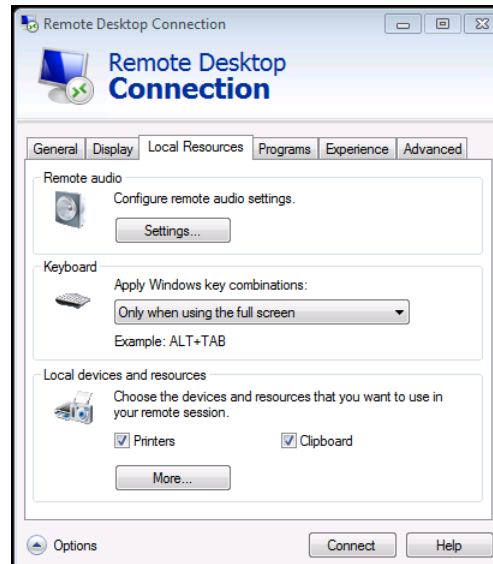 Remote Desktop Connection
Remote Desktop
Connection
General Display Local Resources Programs Experience Advanced
Remote audio
Configure remote audio settings.
Settings...
Keyboard
Apply Windows key combinations:
Only when using the full screen
Example: ALT+TAB
Local devices and resources
Choose the devices and resources that you want to use in
your remote session.
Printers Clipboard
More...
Options Connect Help